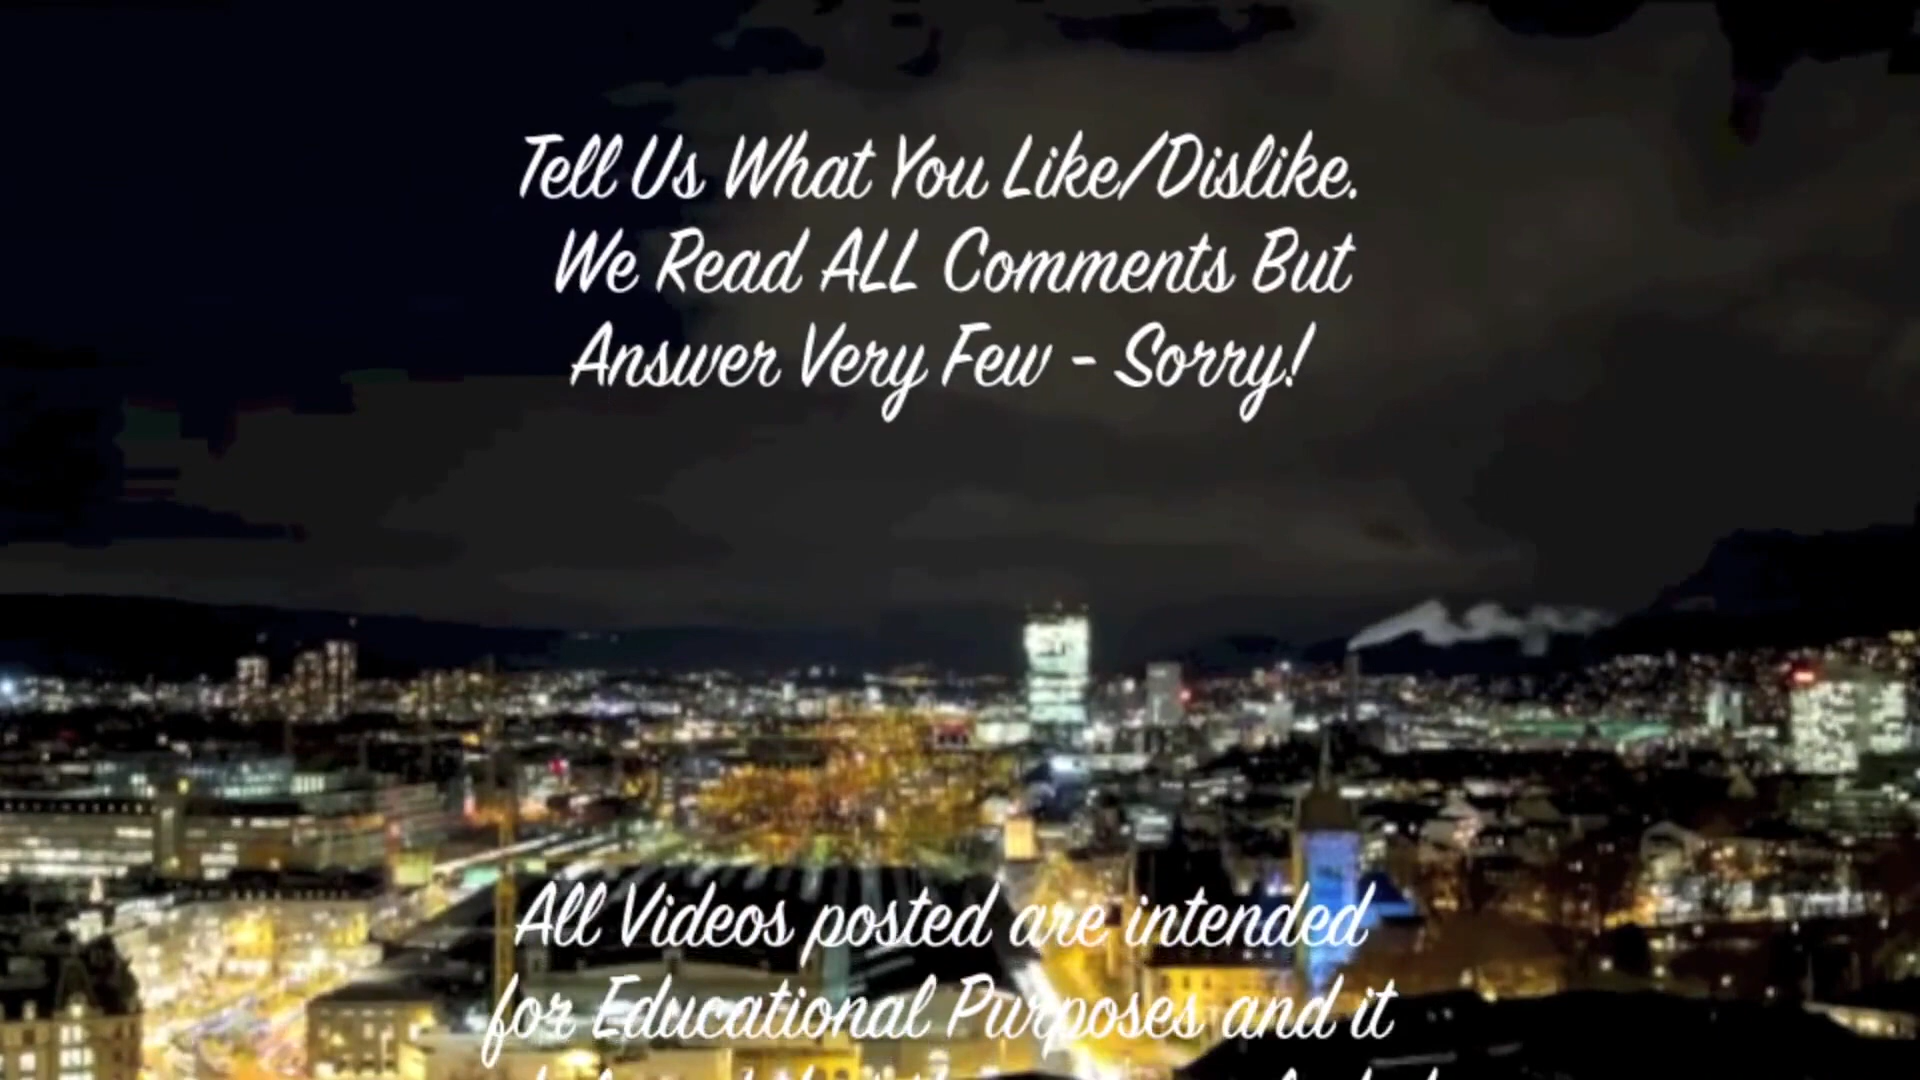 Tell Us What You Like/Dislike.
We Read ALL Comments But
Answer Very Few - Sorry!
All Videos posted are intended
for Educational Purposes and it